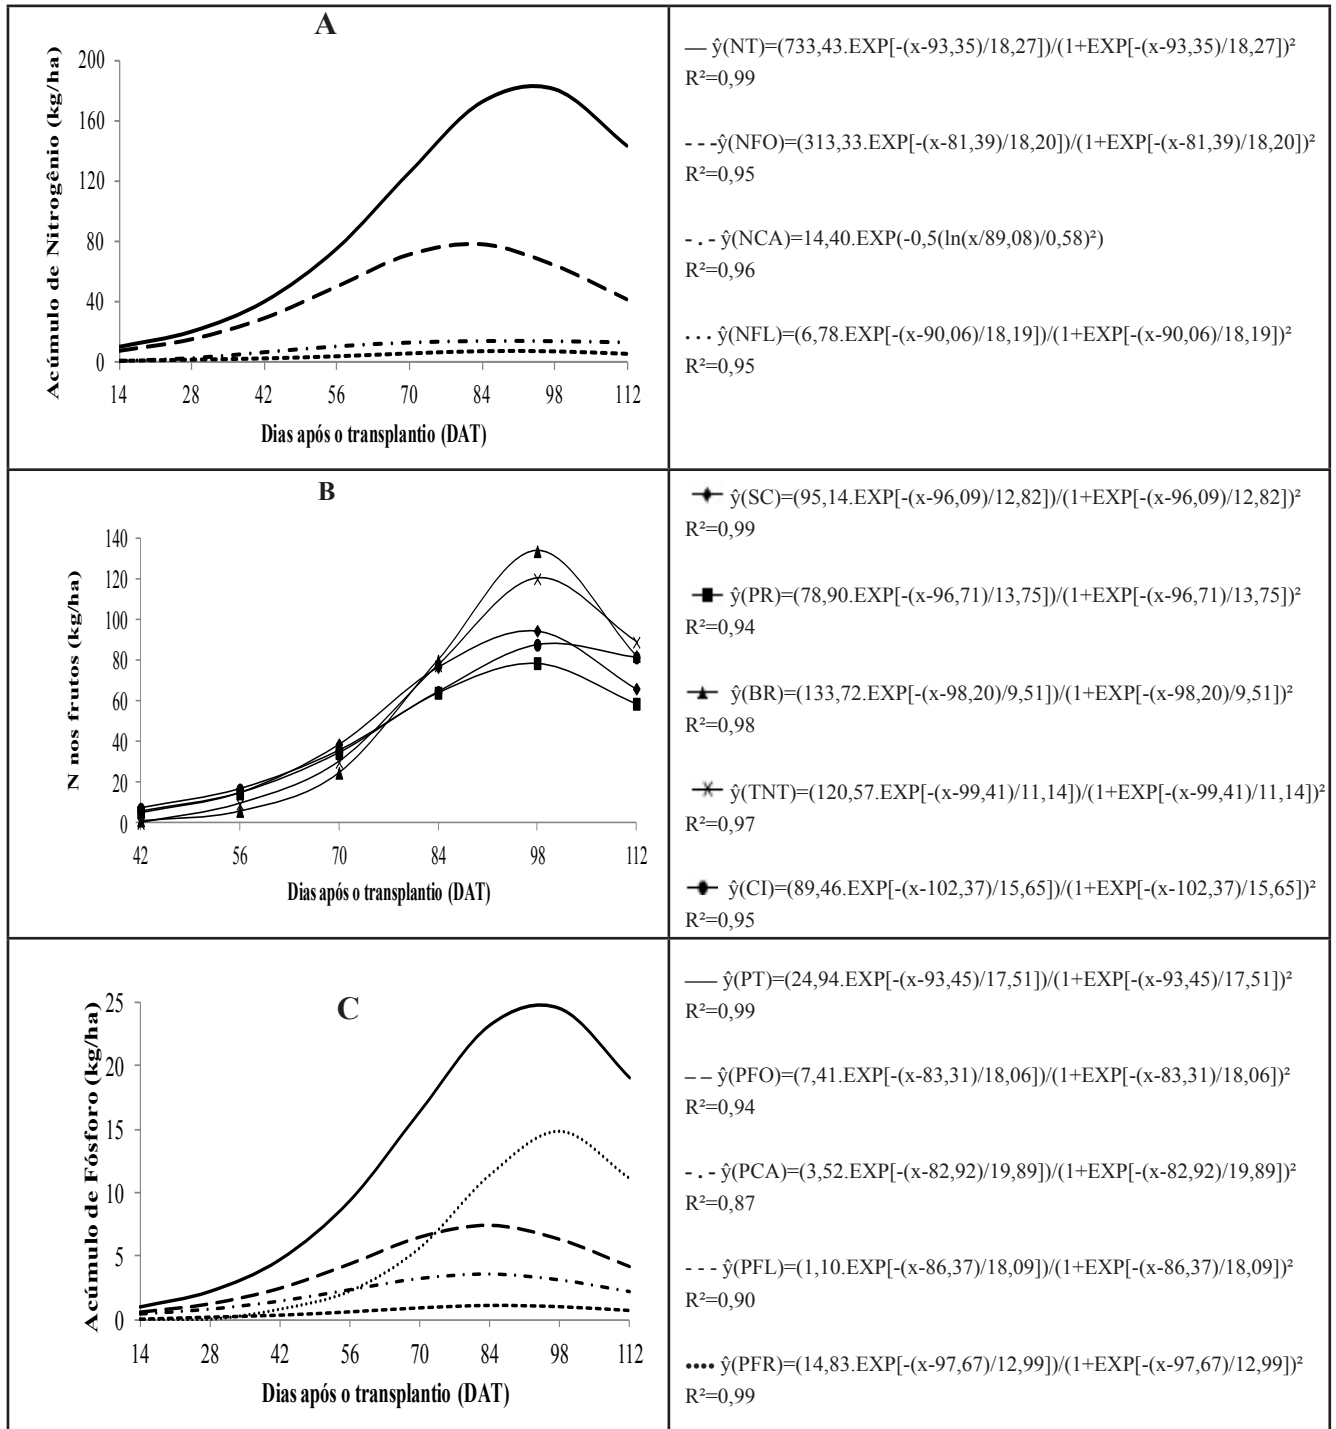 A
Acúmulo de Nitrogênio (kg/ha)
200
160
120
80
40
0
14 28 42 56 70 84 98 112
Dias após o transplantio (DAT)
— ŷ(NT)=(733,43.EXP[-(x-93,35)/18,27])/(1+EXP[-(x-93,35)/18,27])²
R²=0,99
- - -ŷ(NFO)=(313,33.EXP[-(x-81,39)/18,20])/(1+EXP[-(x-81,39)/18,20])²
R²=0,95
- . - ŷ(NCA)=14,40.EXP(-0,5(ln(x/89,08)/0,58)²)
R²=0,96
. . . ŷ(NFL)=(6,78.EXP[-(x-90,06)/18,19])/(1+EXP[-(x-90,06)/18,19])²
R²=0,95
B
N nos frutos (kg/ha)
140
120
100
80
60
40
20
0
42 56 70 84 98 112
Dias após o transplantio (DAT)
ŷ(SC)=(95,14.EXP[-(x-96,09)/12,82])/(1+EXP[-(x-96,09)/12,82])²
R²=0,99
ŷ(PR)=(78,90.EXP[-(x-96,71)/13,75])/(1+EXP[-(x-96,71)/13,75])²
R²=0,94
ŷ(BR)=(133,72.EXP[-(x-98,20)/9,51])/(1+EXP[-(x-98,20)/9,51])²
R²=0,98
ŷ(TNT)=(120,57.EXP[-(x-99,41)/11,14])/(1+EXP[-(x-99,41)/11,14])²
R²=0,97
ŷ(CI)=(89,46.EXP[-(x-102,37)/15,65])/(1+EXP[-(x-102,37)/15,65])²
R²=0,95
C
Acúmulo de Fósforo (kg/ha)
25
20
15
10
5
0
14 28 42 56 70 84 98 112
Dias após o transplantio (DAT)
— ŷ(PT)=(24,94.EXP[-(x-93,45)/17,51])/(1+EXP[-(x-93,45)/17,51])²
R²=0,99
– – ŷ(PFO)=(7,41.EXP[-(x-83,31)/18,06])/(1+EXP[-(x-83,31)/18,06])²
R²=0,94
- . - ŷ(PCA)=(3,52.EXP[-(x-82,92)/19,89])/(1+EXP[-(x-82,92)/19,89])²
R²=0,87
- - - ŷ(PFL)=(1,10.EXP[-(x-86,37)/18,09])/(1+EXP[-(x-86,37)/18,09])²
R²=0,90
•••• ŷ(PFR)=(14,83.EXP[-(x-97,67)/12,99])/(1+EXP[-(x-97,67)/12,99])²
R²=0,99